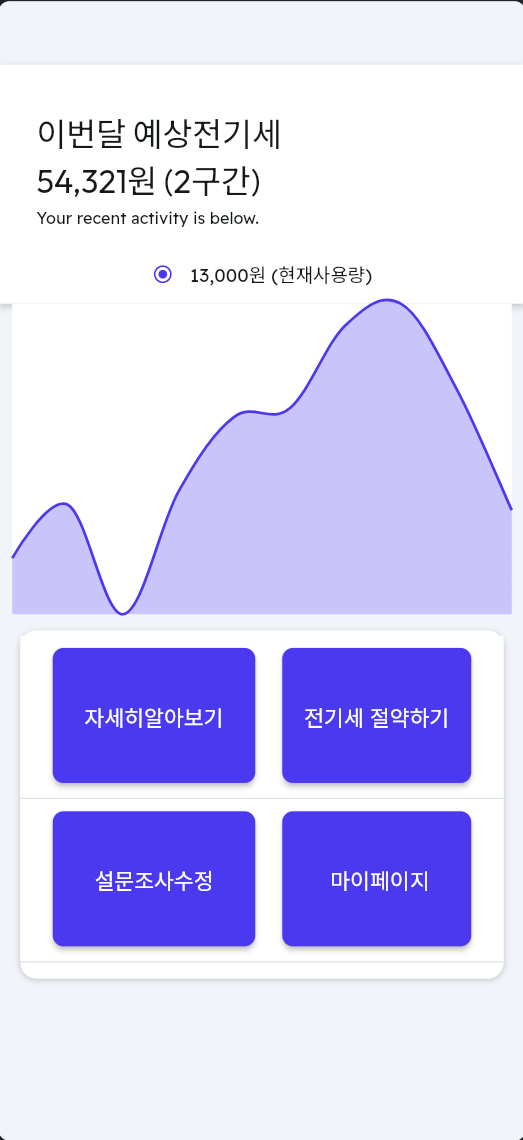 이번달 예상전기세
54,321원 (2구간)
Your recent activity is below.
13,000원 (현재사용량)
자세히알아보기
전기세 절약하기
설문조사수정
마이페이지